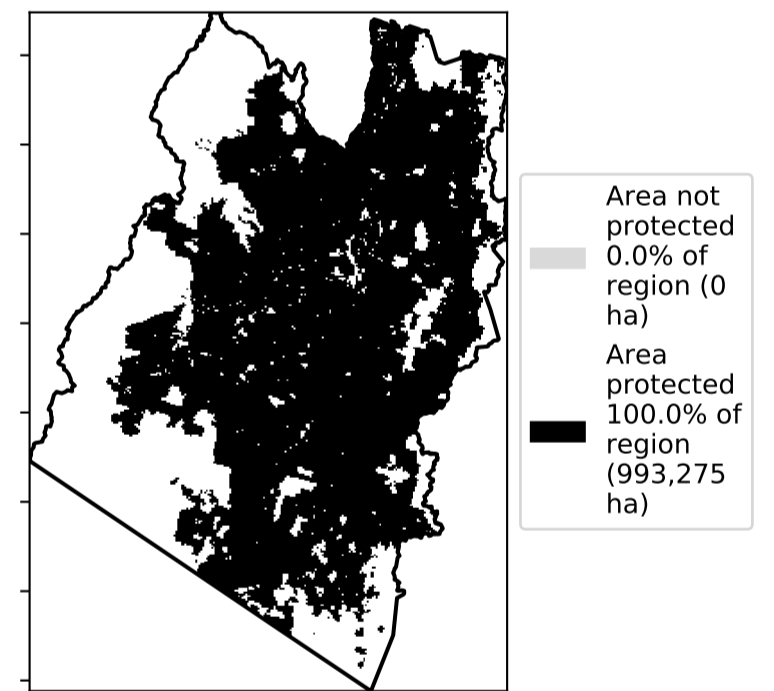 Area not
protected
0.0% of
region (0
ha)
Area
protected
100.0% of
region
(993,275
ha)